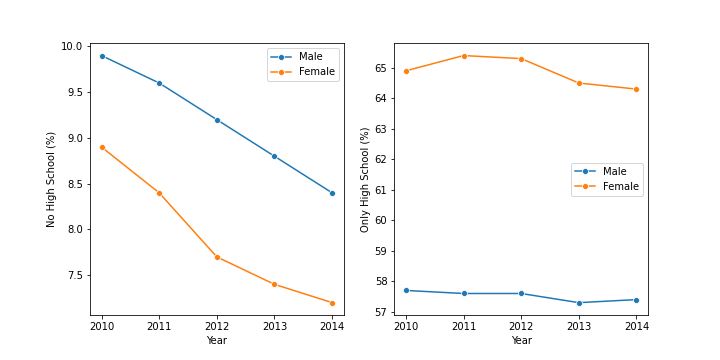 No High School (%)
10.0
9.5
9.0
8.5
8.0
7.5
2010 2011 2012 2013 2014
Year
Male
Female
Only High School (%)
65
64
63
62
61
60
59
58
57
2010 2011 2012 2013 2014
Year
Male
Female